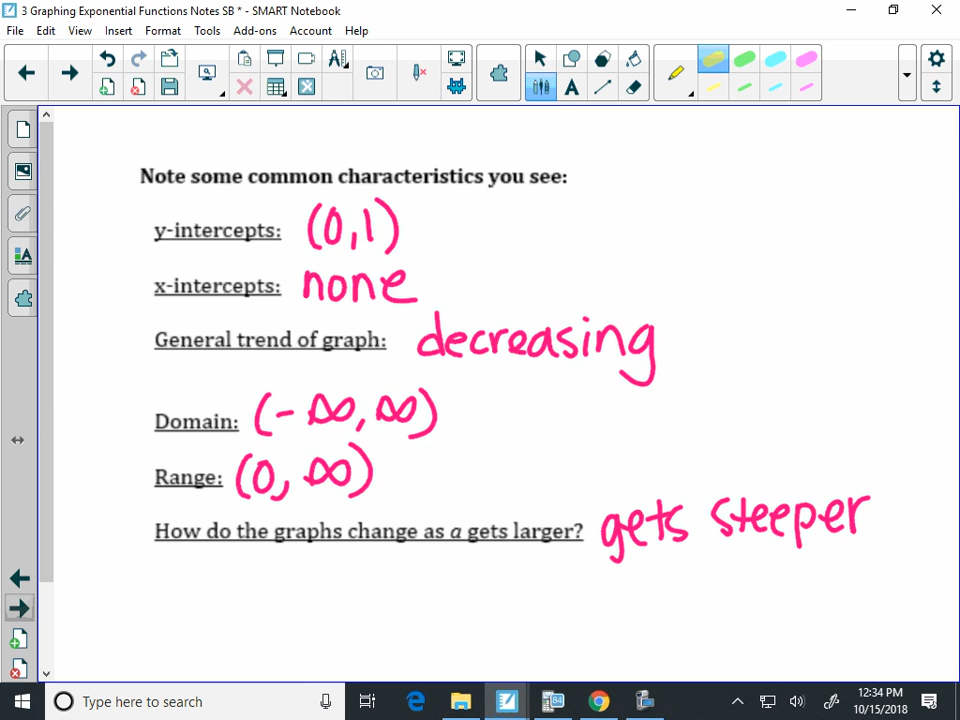 3 Graphing Exponential Functions Notes SB * - SMART Notebook
File Edit View Insert Format Tools Add-ons Account Help
Note some common characteristics you see:
y-intercepts: (0,1)
x-intercepts: none
General trend of graph: decreasing
Domain: (-∞,∞)
Range: (0, ∞)
How do the graphs change as a gets larger? gets steeper
Type here to search
12:34 PM
10/15/2018